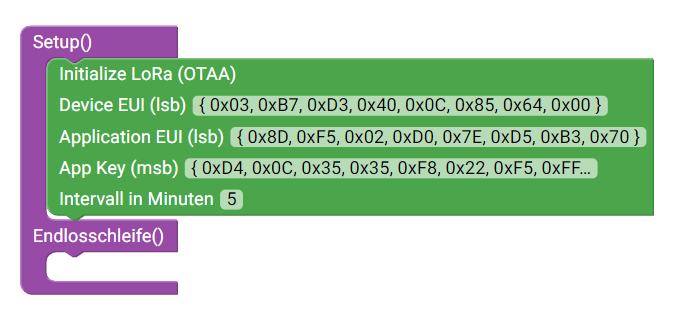 Setup()
Initialize LoRa (OTAA)
Device EUI (lsb) { 0x03, 0xB7, 0xD3, 0x40, 0x0C, 0x85, 0x64, 0x00 }
Application EUI (lsb) { 0x8D, 0xF5, 0x02, 0xD0, 0x7E, 0xD5, 0xB3, 0x70 }
App Key (msb) { 0xD4, 0x0C, 0x35, 0x35, 0xF8, 0x22, 0xF5, 0xFF...
Intervall in Minuten 5
Endlosschleife()